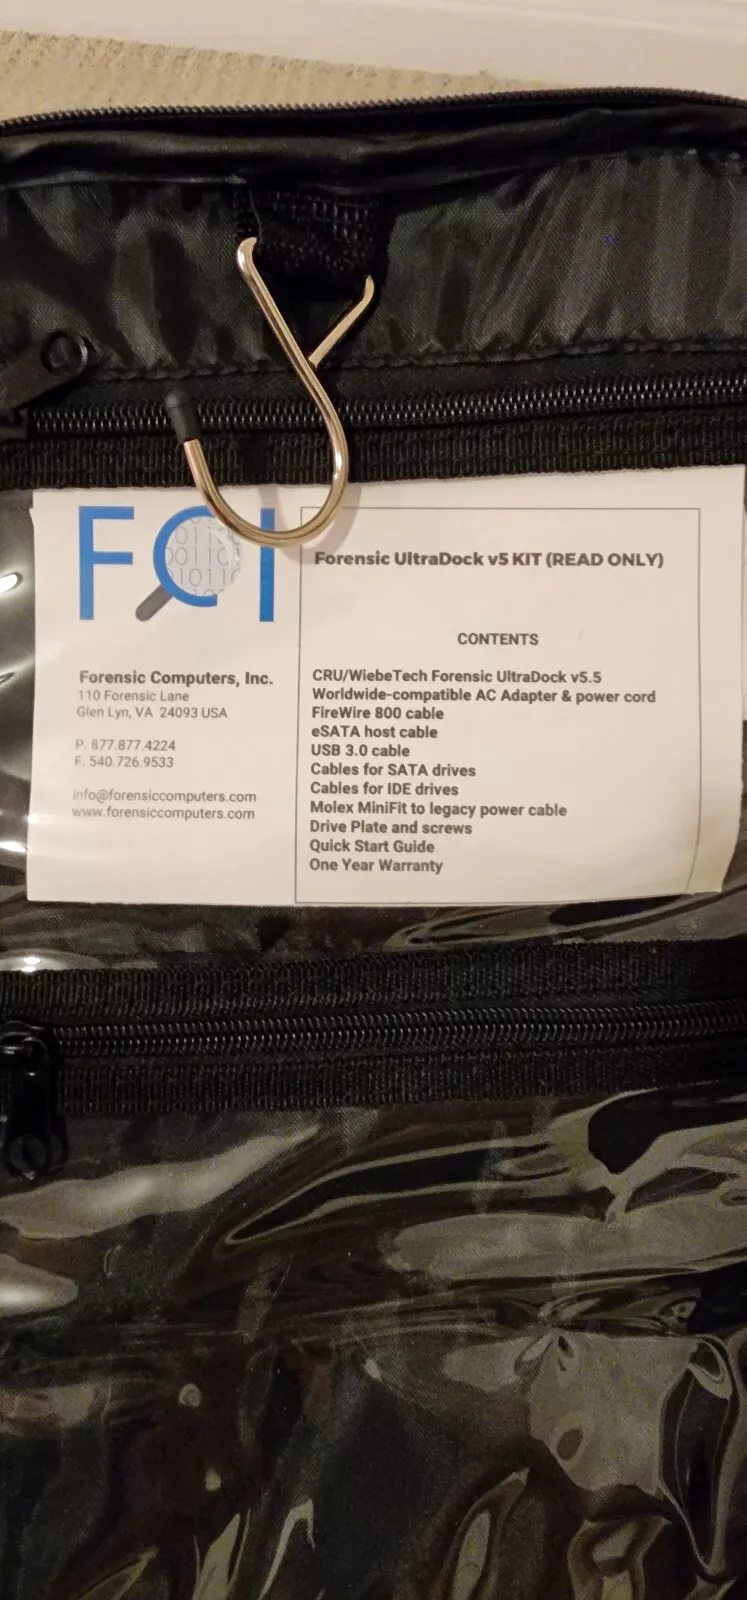 FCI
Forensic Computers, Inc.
110 Forensic Lane
Glen Lyn, VA 24093 USA
P. 877.877.4224
F. 540.726.9533
info@forensiccomputers.com
www.forensiccomputers.com
Forensic UltraDock v5 KIT (READ ONLY)
CONTENTS
CRU/WiebeTech Forensic UltraDock v5.5
Worldwide-compatible AC Adapter & power cord
FireWire 800 cable
eSATA host cable
USB 3.0 cable
Cables for SATA drives
Cables for IDE drives
Molex MiniFit to legacy power cable
Drive Plate and screws
Quick Start Guide
One Year Warranty